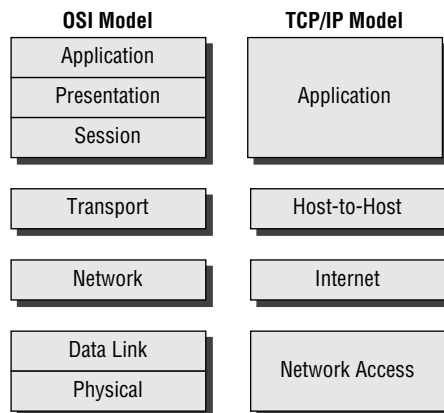 OSI Model
TCP/IP Model
Application
Presentation
Session
Application
Transport
Host-to-Host
Network
Internet
Data Link
Physical
Network Access